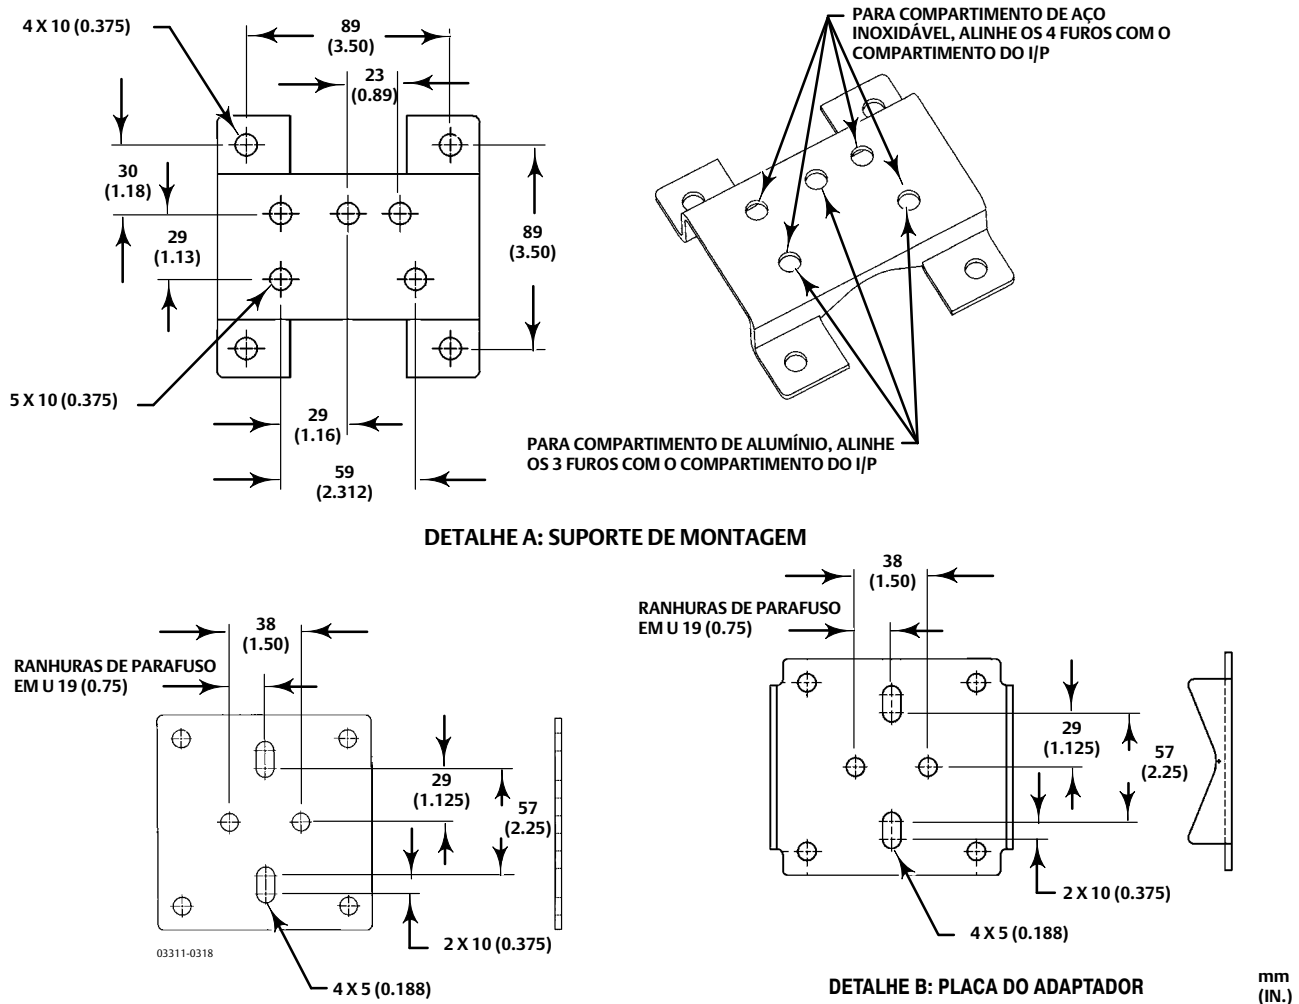 4 X 10 (0.375)
89
(3.50)
23
(0.89)
30
(1.18)
29
(1.13)
89
(3.50)
5 X 10 (0.375)
29
(1.16)
59
(2.312)
PARA COMPARTIMENTO DE AÇO
INOXIDÁVEL, ALINHE OS 4 FUROS COM O
COMPARTIMENTO DO I/P
PARA COMPARTIMENTO DE ALUMÍNIO, ALINHE
OS 3 FUROS COM O COMPARTIMENTO DO I/P
DETALHE A: SUPORTE DE MONTAGEM
38
(1.50)
RANHURAS DE PARAFUSO
EM U 19 (0.75)
29
(1.125)
57
(2.25)
2 X 10 (0.375)
4 X 5 (0.188)
03311-0318
38
(1.50)
RANHURAS DE PARAFUSO
EM U 19 (0.75)
29
(1.125)
57
(2.25)
2 X 10 (0.375)
4 X 5 (0.188)
DETALHE B: PLACA DO ADAPTADOR
mm
(IN.)